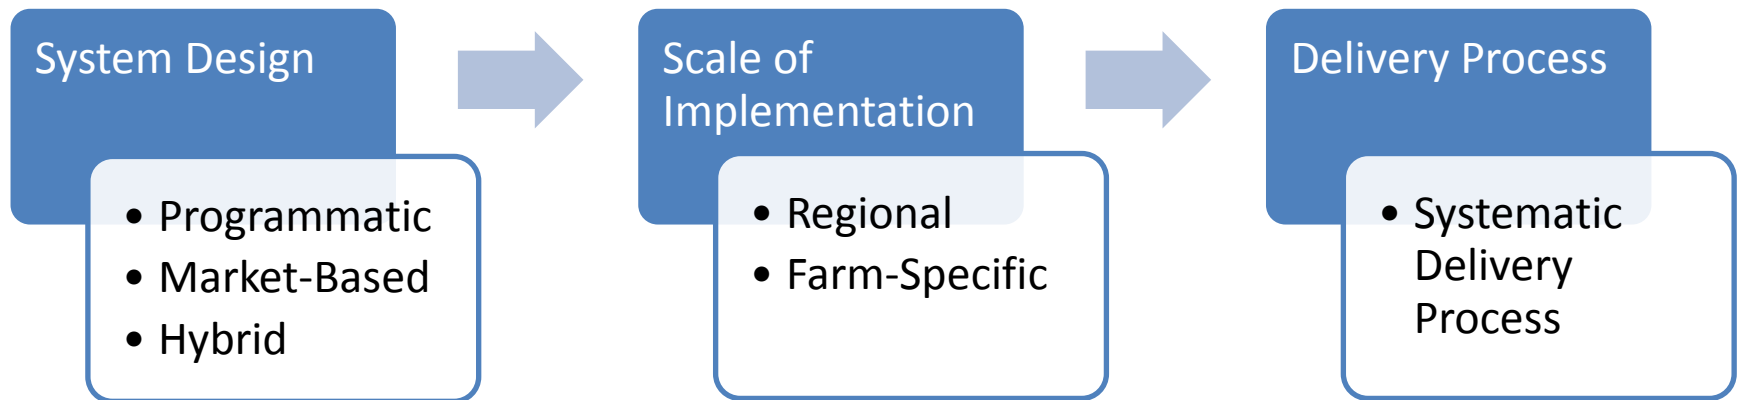 System Design
• Programmatic
• Market-Based
• Hybrid
Scale of
Implementation
• Regional
• Farm-Specific
Delivery Process
• Systematic
Delivery
Process